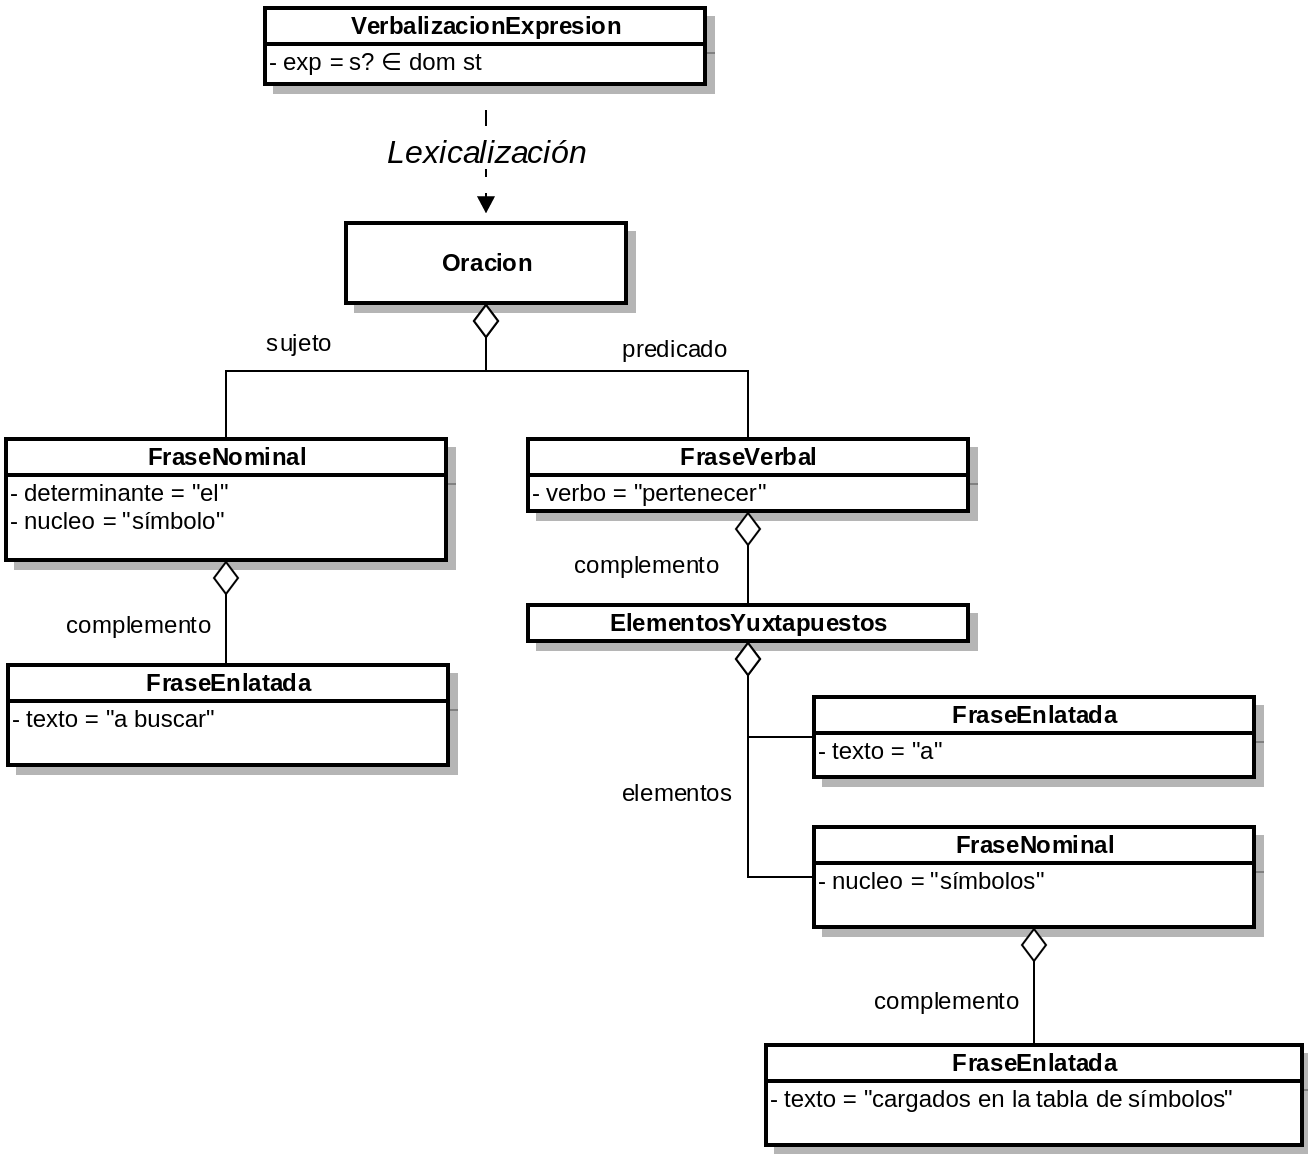 VerbalizacionExpresion
- exp = s? ∈ dom st
Lexicalización
Oracion
sujeto
predicado
FraseNominal
- determinante = "el"
- nucleo = "símbolo"
FraseVerbal
- verbo = "pertenecer"
complemento
complemento
ElementosYuxtapuestos
FraseEnlatada
- texto = "a buscar"
FraseEnlatada
- texto = "a"
elementos
FraseNominal
- nucleo = "símbolos"
complemento
FraseEnlatada
- texto = "cargados en la tabla de símbolos"